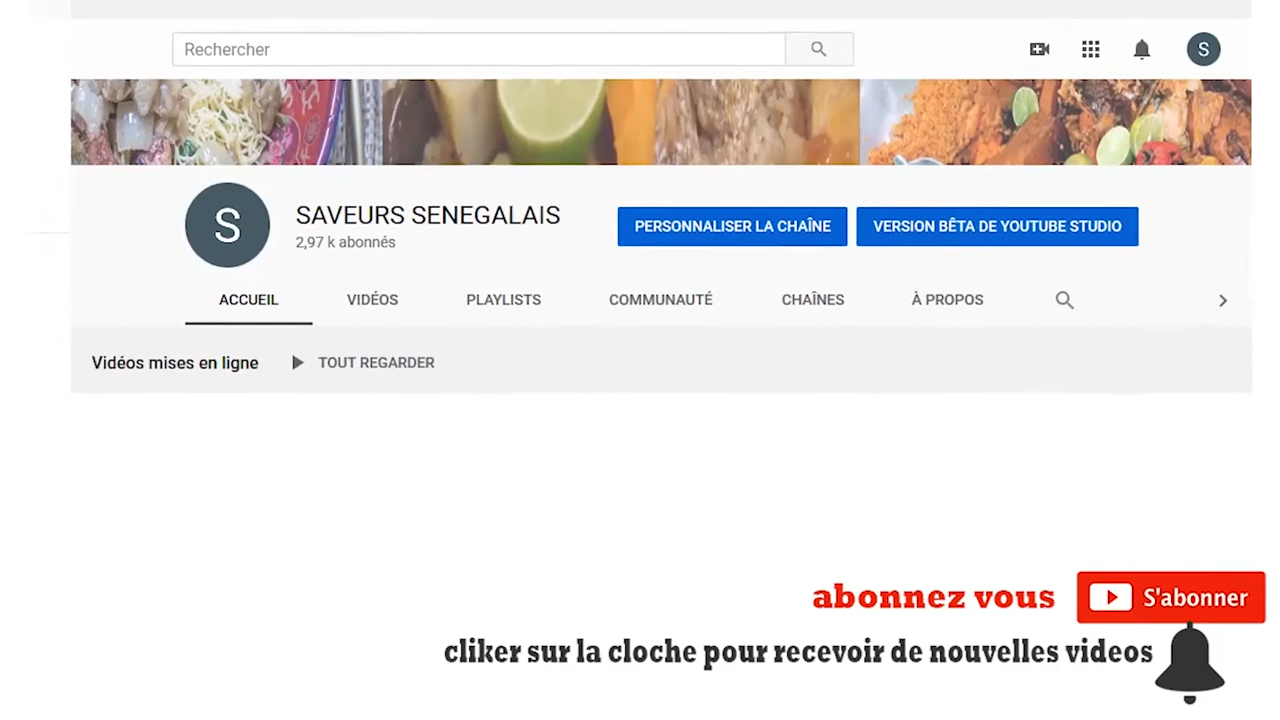 Rechercher
S
S
SAVEURS SENEGALAIS
2,97 k abonnés
PERSONNALISER LA CHAÎNE
VERSION BÊTA DE YOUTUBE STUDIO
ACCUEIL
VIDÉOS
PLAYLISTS
COMMUNAUTÉ
CHAÎNES
À PROPOS
Vidéos mises en ligne
TOUT REGARDER
abonnez vous
S'abonner
cliker sur la cloche pour recevoir de nouvelles videos